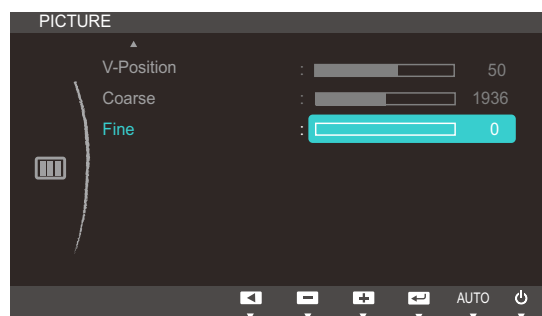 PICTURE
V-Position : 50
Coarse : 1936
Fine : 0
AUTO